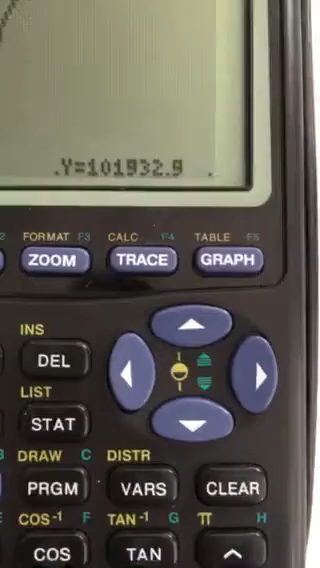 Y=101932.9
FORMAT F3 CALC F4 TABLE F5
ZOOM TRACE GRAPH
INS
DEL
LIST
STAT
DRAW C DISTR
PRGM VARS CLEAR
COS-1 F TAN-1 G π H
COS TAN ^